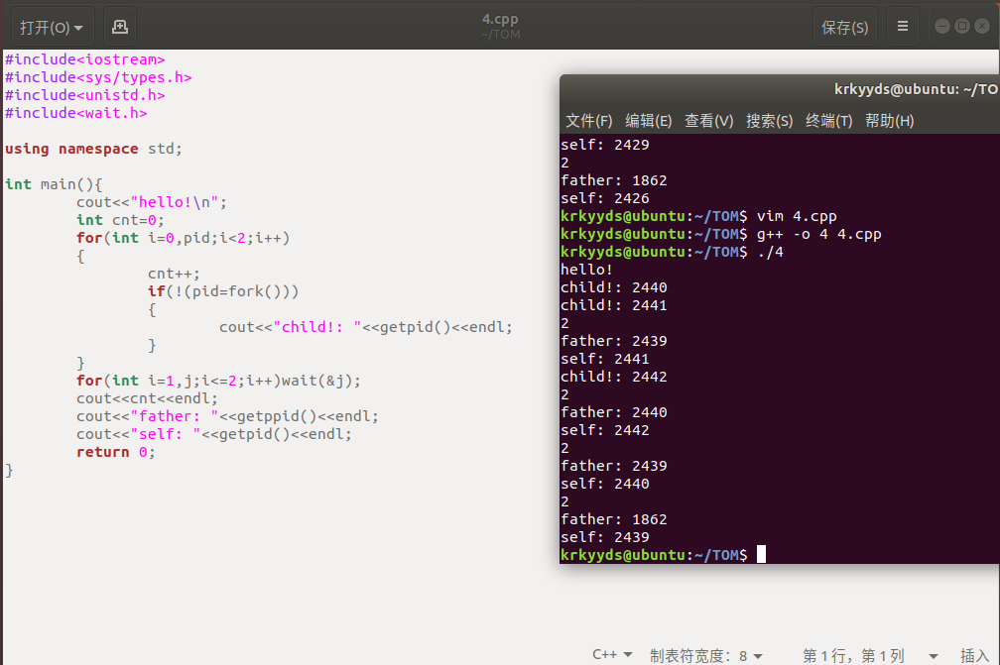 打开(O)
4.cpp
~/TOM
保存(S)
#include<iostream>
#include<sys/types.h>
#include<unistd.h>
#include<wait.h>
using namespace std;
int main(){
cout<<"hello!\n";
int cnt=0;
for(int i=0,pid;i<2;i++)
{
cnt++;
if(!(pid=fork()))
{
cout<<"child!: "<<getpid()<<endl;
}
}
for(int i=1,j;i<=2;i++)wait(&j);
cout<<cnt<<endl;
cout<<"father: "<<getppid()<<endl;
cout<<"self: "<<getpid()<<endl;
return 0;
}
krkyyds@ubuntu: ~/TO
文件(F) 编辑(E) 查看(V) 搜索(S) 终端(T) 帮助(H)
self: 2429
2
father: 1862
self: 2426
krkyyds@ubuntu:~/TOM$ vim 4.cpp
krkyyds@ubuntu:~/TOM$ g++ -o 4 4.cpp
krkyyds@ubuntu:~/TOM$ ./4
hello!
child!: 2440
child!: 2441
2
father: 2439
self: 2441
child!: 2442
2
father: 2440
self: 2442
2
father: 2439
self: 2440
2
father: 1862
self: 2439
krkyyds@ubuntu:~/TOM$
C++ 制表符宽度: 8 第 1 行，第 1 列 插入